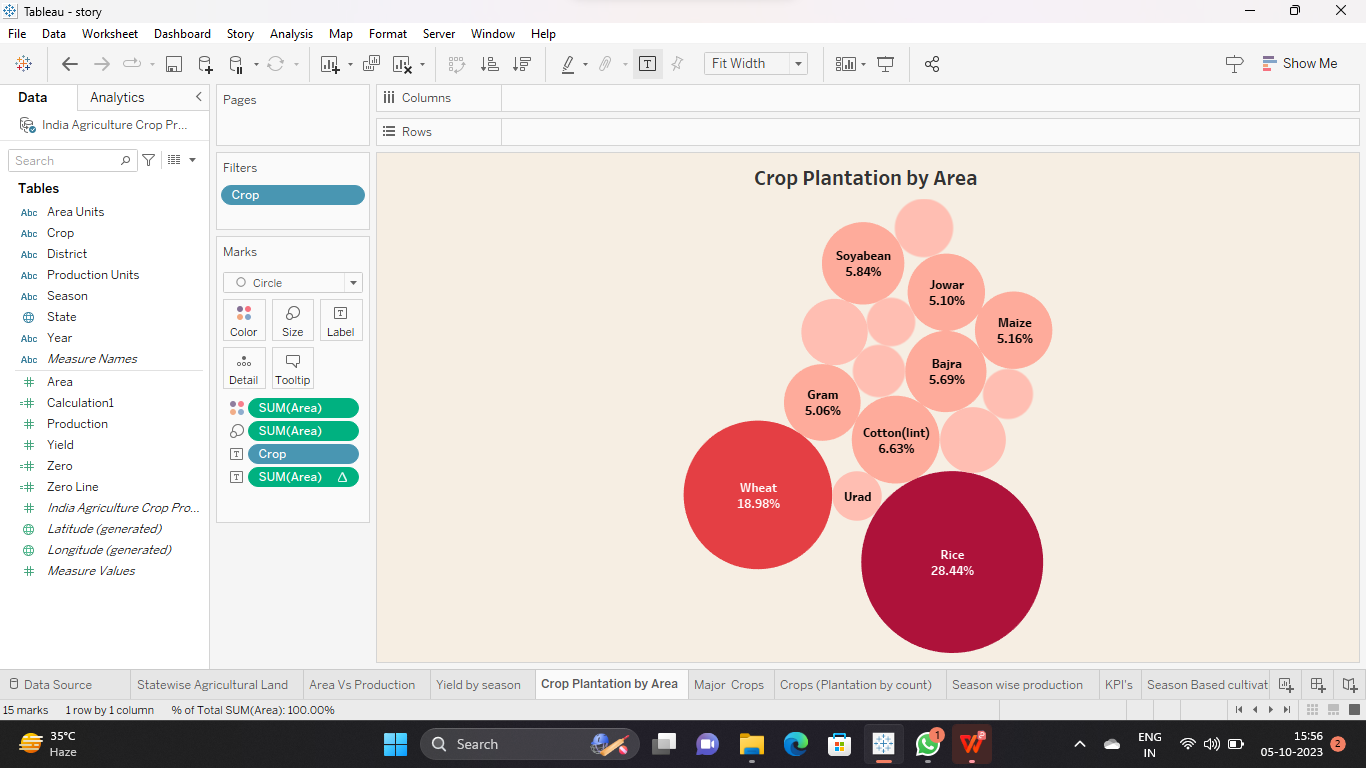 Tableau - story
File Data Worksheet Dashboard Story Analysis Map Format Server Window Help
Fit Width
Show Me
Data Analytics
India Agriculture Crop Pr...
Search
Tables
Abc Area Units
Abc Crop
Abc District
Abc Production Units
Abc Season
State
Abc Year
Abc Measure Names
Area
Calculation1
Production
Yield
Zero
Zero Line
India Agriculture Crop Pro...
Latitude (generated)
Longitude (generated)
Measure Values
Pages
Filters
Crop
Marks
Circle
Color Size Label
Detail Tooltip
SUM(Area)
SUM(Area)
Crop
SUM(Area) Δ
Columns
Rows
Crop Plantation by Area
Soyabean
5.84%
Jowar
5.10%
Maize
5.16%
Bajra
5.69%
Gram
5.06%
Cotton(lint)
6.63%
Wheat
18.98%
Urad
Rice
28.44%
Data Source Statewise Agricultural Land Area Vs Production Yield by season Crop Plantation by Area Major Crops Crops (Plantation by count) Season wise production KPI's Season Based cultivat
15 marks 1 row by 1 column % of Total SUM(Area): 100.00%
35°C
Haze
Search
1
ENG
IN
15:56
05-10-2023
2